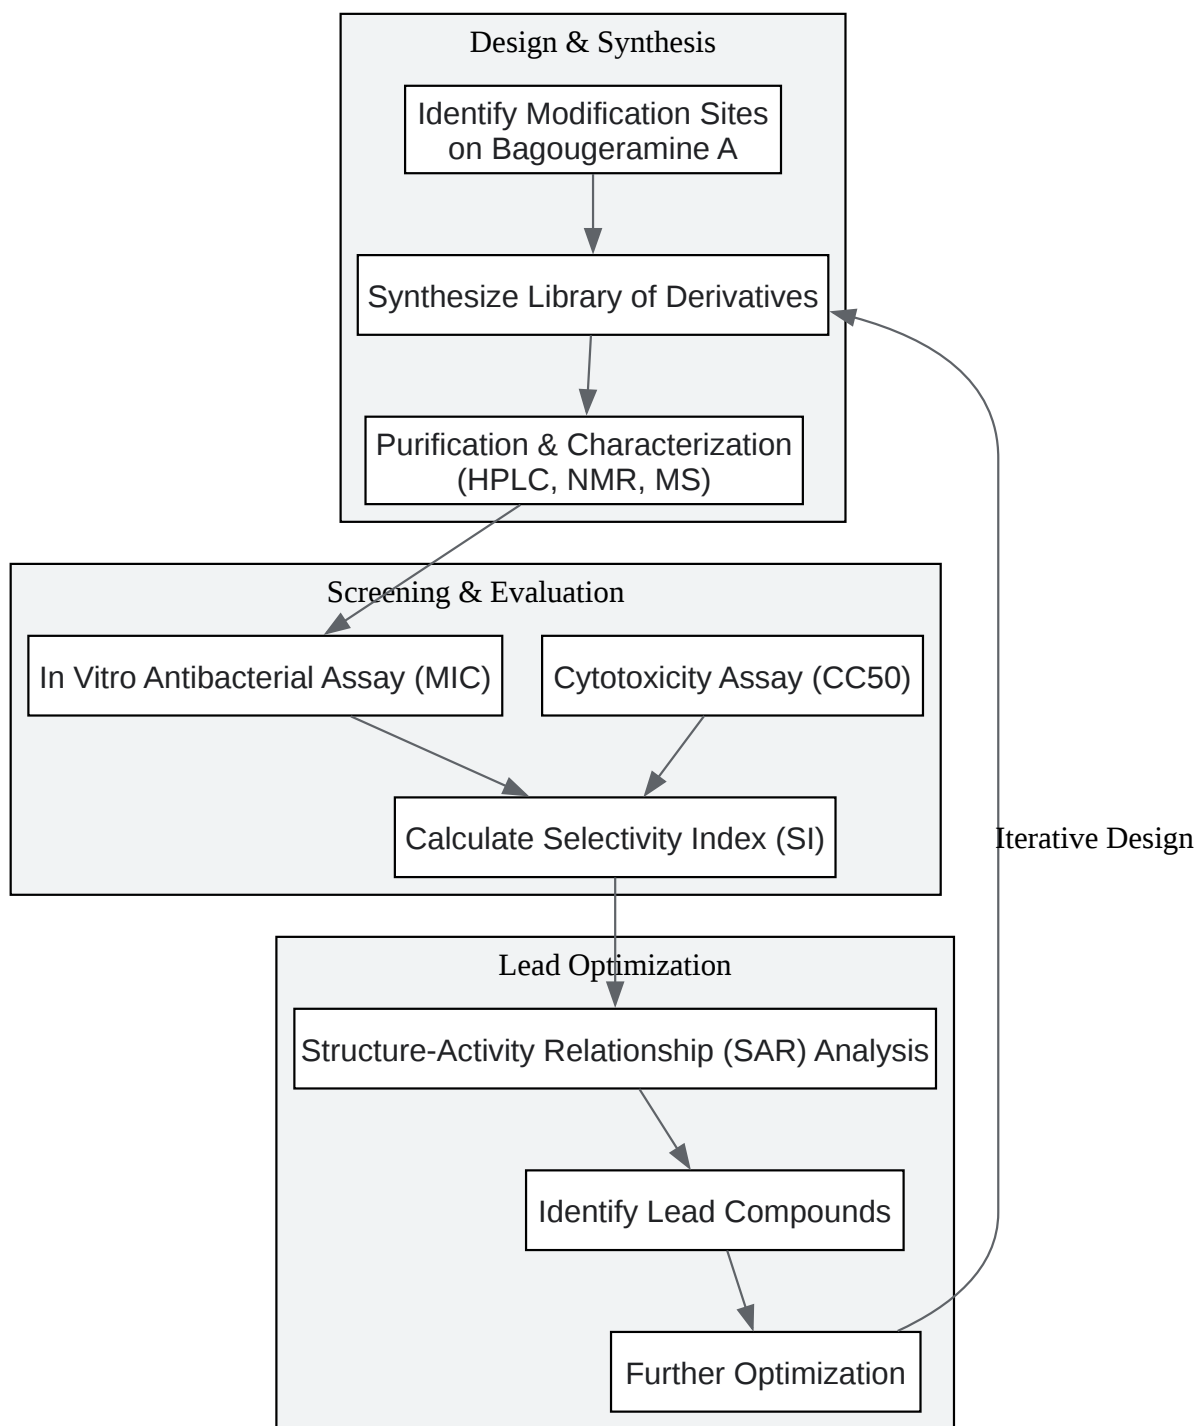 Design & Synthesis
Identify Modification Sites
on Bagougeramine A
Synthesize Library of Derivatives
Purification & Characterization
(HPLC, NMR, MS)
Screening & Evaluation
In Vitro Antibacterial Assay (MIC)
Cytotoxicity Assay (CC50)
Calculate Selectivity Index (SI)
Iterative Design
Lead Optimization
Structure-Activity Relationship (SAR) Analysis
Identify Lead Compounds
Further Optimization